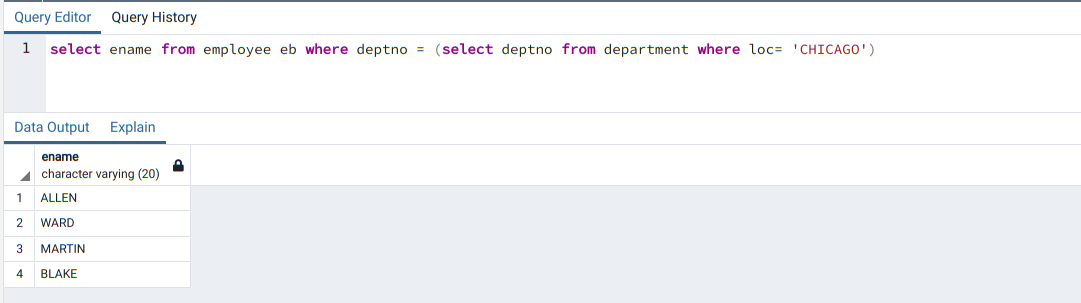 Query Editor Query History
1 select ename from employee eb where deptno = (select deptno from department where loc= 'CHICAGO')
Data Output Explain
ename
character varying (20)
1 ALLEN
2 WARD
3 MARTIN
4 BLAKE